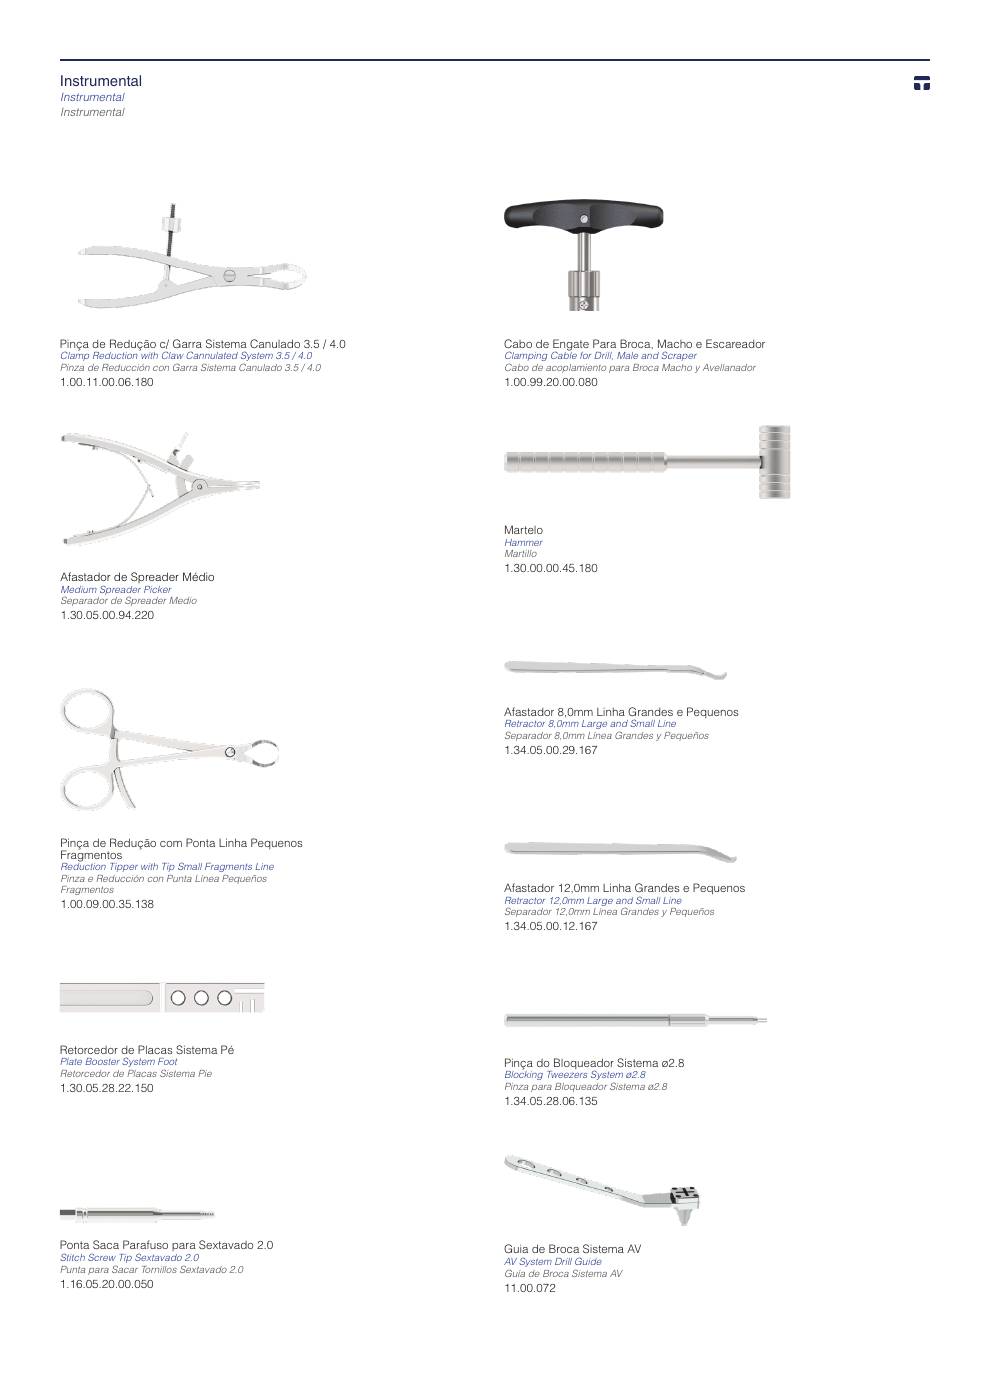 Instrumental
Instrumental
Instrumental
Pinça de Redução c/ Garra Sistema Canulado 3.5 / 4.0
Clamp Reduction with Claw Cannulated System 3.5 / 4.0
Pinza de Reducción con Garra Sistema Canulado 3.5 / 4.0
1.00.11.00.06.180
Afastador de Spreader Médio
Medium Spreader Picker
Separador de Spreader Medio
1.30.05.00.94.220
Pinça de Redução com Ponta Linha Pequenos
Fragmentos
Reduction Tipper with Tip Small Fragments Line
Pinza e Reducción con Punta Línea Pequeños
Fragmentos
1.00.09.00.35.138
Retorcedor de Placas Sistema Pé
Plate Booster System Foot
Retorcedor de Placas Sistema Pie
1.30.05.28.22.150
Ponta Saca Parafuso para Sextavado 2.0
Stitch Screw Tip Sextavado 2.0
Punta para Sacar Tornillos Sextavado 2.0
1.16.05.20.00.050
Cabo de Engate Para Broca, Macho e Escareador
Clamping Cable for Drill, Male and Scraper
Cabo de acoplamiento para Broca Macho y Avellanador
1.00.99.20.00.080
Martelo
Hammer
Martillo
1.30.00.00.45.180
Afastador 8,0mm Linha Grandes e Pequenos
Retractor 8,0mm Large and Small Line
Separador 8,0mm Línea Grandes y Pequeños
1.34.05.00.29.167
Afastador 12,0mm Linha Grandes e Pequenos
Retractor 12,0mm Large and Small Line
Separador 12,0mm Línea Grandes y Pequeños
1.34.05.00.12.167
Pinça do Bloqueador Sistema ø2.8
Blocking Tweezers System ø2.8
Pinza para Bloqueador Sistema ø2.8
1.34.05.28.06.135
Guia de Broca Sistema AV
AV System Drill Guide
Guía de Broca Sistema AV
11.00.072